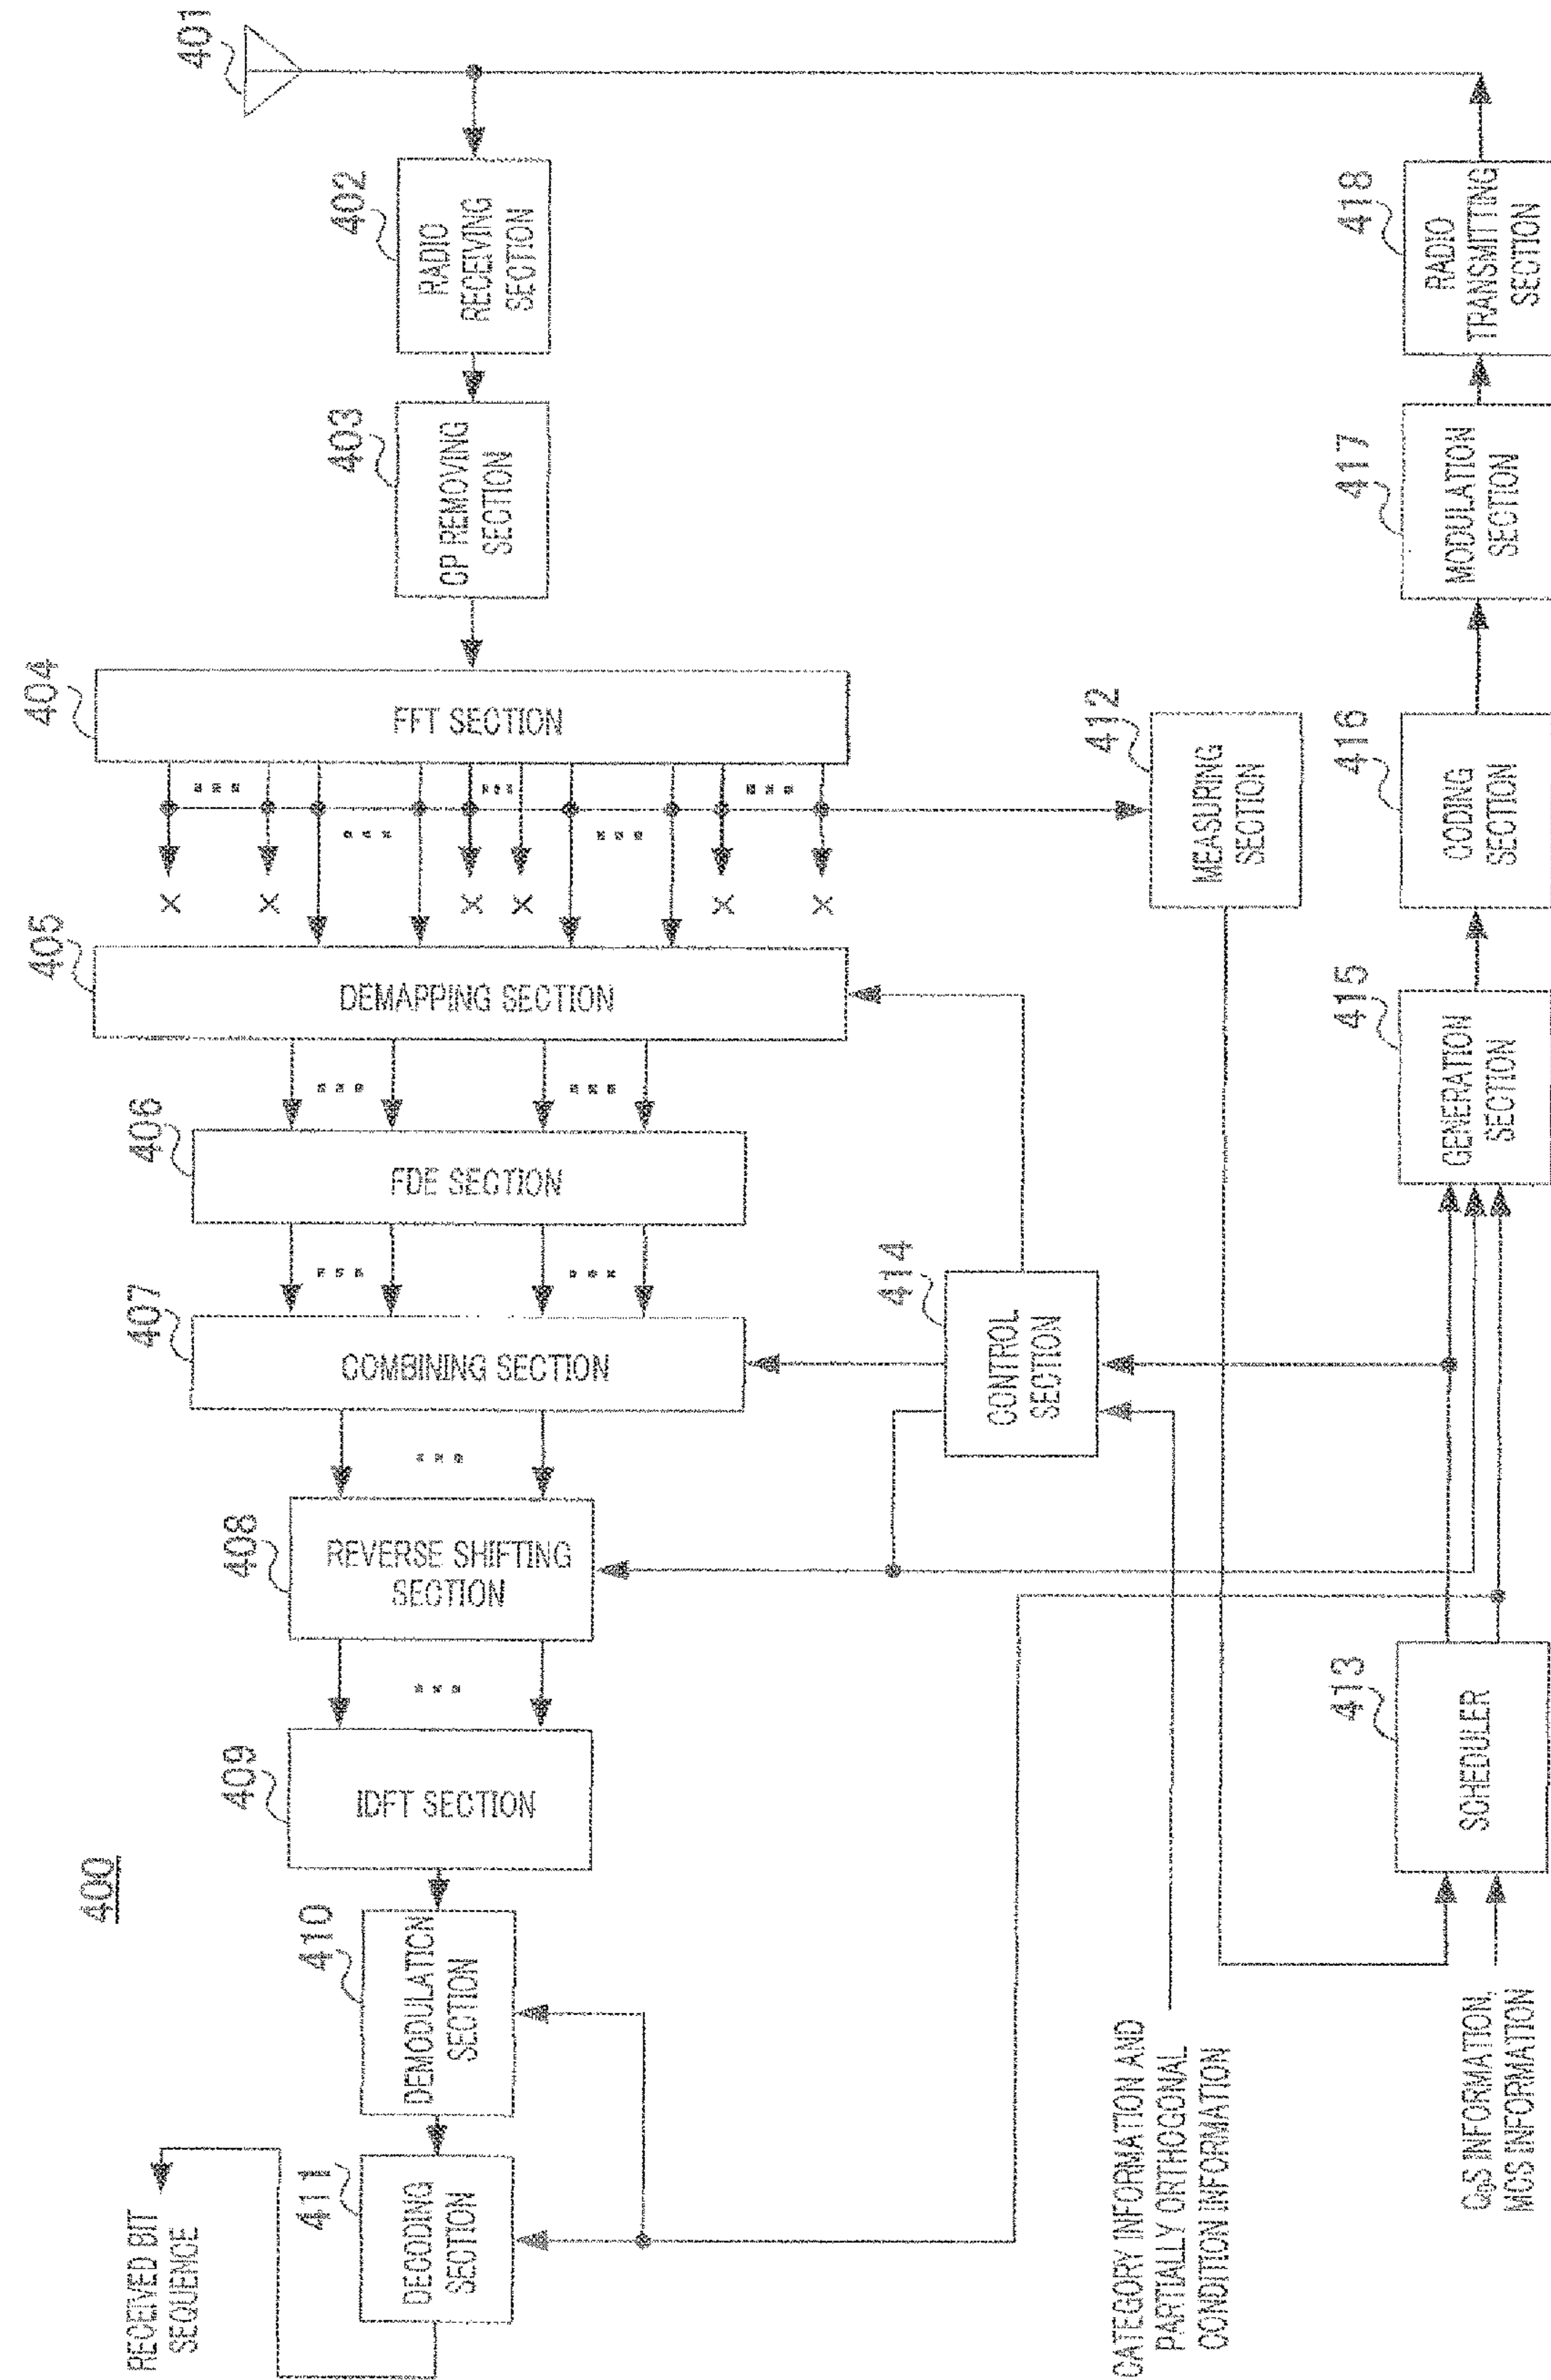 400
RECEIVED BIT
SEQUENCE
411
DECODING
SECTION
410
DEMODULATION
SECTION
409
IDFT SECTION
408
REVERSE SHIFTING
SECTION
407
COMBINING SECTION
406
FDE SECTION
405
DEMAPPING SECTION
X
X
X
X
X
X
404
FFT SECTION
403
CP REMOVING
SECTION
402
RADIO
RECEIVING
SECTION
401
414
CONTROL
SECTION
412
MEASURING
SECTION
CATEGORY INFORMATION AND
PARTIALLY ORTHOGONAL
CONDITION INFORMATION
QoS INFORMATION,
MCS INFORMATION
413
SCHEDULER
415
GENERATION
SECTION
416
CODING
SECTION
417
MODULATION
SECTION
418
RADIO
TRANSMITTING
SECTION